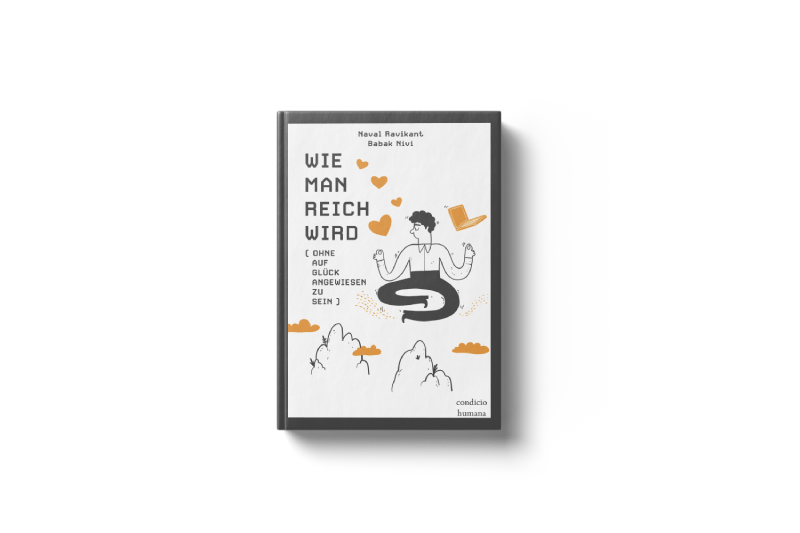 Naval Ravikant
Babak Nivi
WIE
MAN
REICH
WIRD
[ OHNE
AUF
GLÜCK
ANGEWIESEN
ZU
SEIN ]
condicio
humana